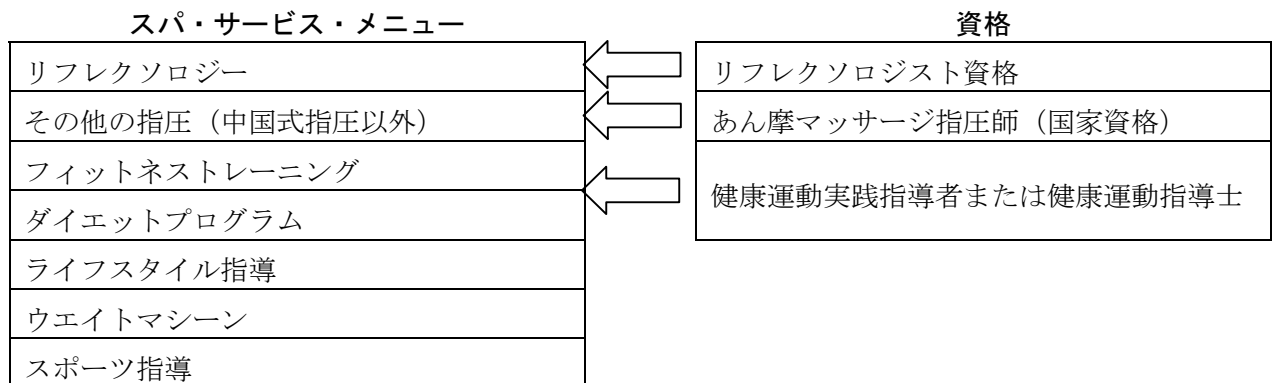 スパ・サービス・メニュー
資格
リフレクソロジー
リフレクソロジスト資格
その他の指圧（中国式指圧以外）
あん摩マッサージ指圧師（国家資格）
フィットネストレーニング
健康運動実践指導者または健康運動指導士
ダイエットプログラム
ライフスタイル指導
ウエイトマシーン
スポーツ指導